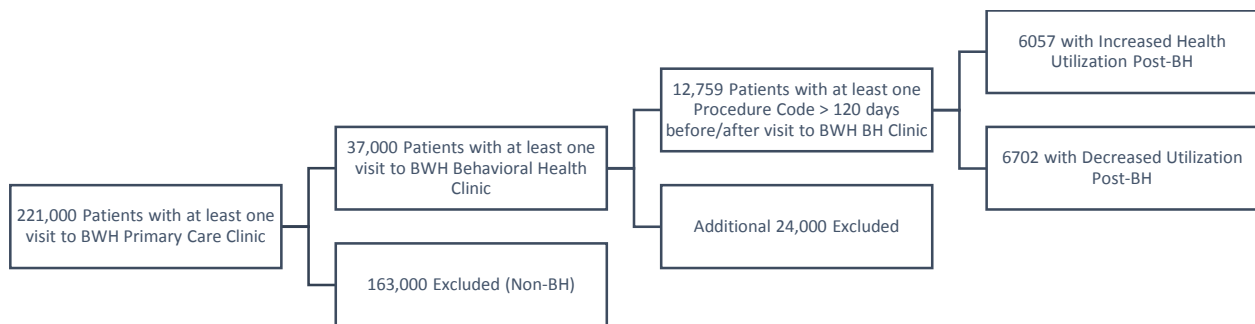 221,000 Patients with at least one
visit to BWH Primary Care Clinic
37,000 Patients with at least one
visit to BWH Behavioral Health
Clinic
163,000 Excluded (Non-BH)
12,759 Patients with at least one
Procedure Code > 120 days
before/after visit to BWH BH Clinic
Additional 24,000 Excluded
6057 with Increased Health
Utilization Post-BH
6702 with Decreased Utilization
Post-BH